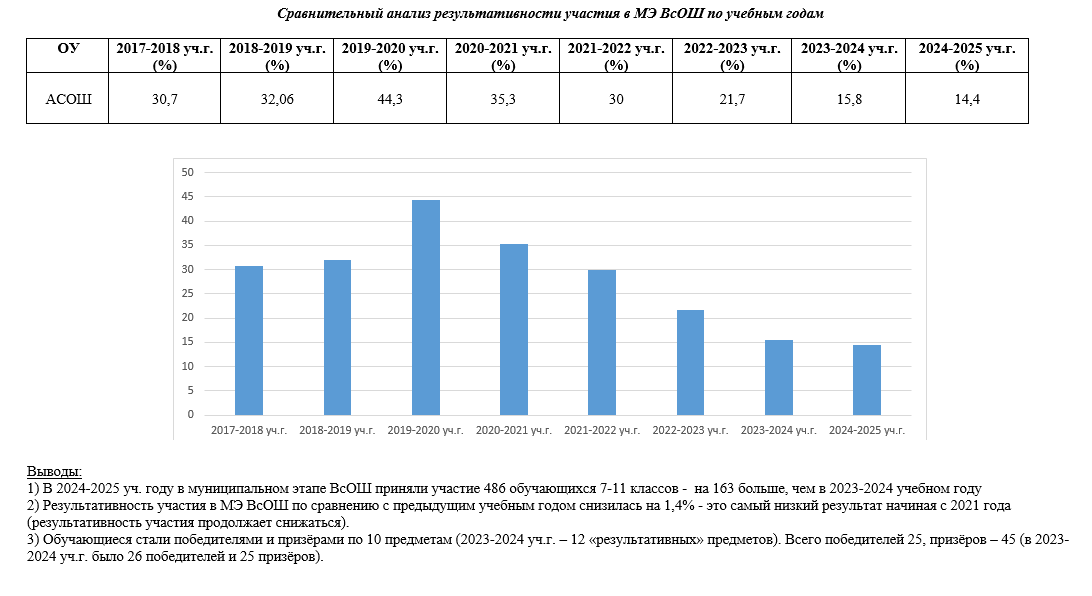 Сравнительный анализ результативности участия в МЭ ВсОШ по учебным годам
ОУ 2017-2018 уч.г. (%) 2018-2019 уч.г. (%) 2019-2020 уч.г. (%) 2020-2021 уч.г. (%) 2021-2022 уч.г. (%) 2022-2023 уч.г. (%) 2023-2024 уч.г. (%) 2024-2025 уч.г. (%)
АСОШ 30,7 32,06 44,3 35,3 30 21,7 15,8 14,4
50
45
40
35
30
25
20
15
10
5
0
2017-2018 уч.г. 2018-2019 уч.г. 2019-2020 уч.г. 2020-2021 уч.г. 2021-2022 уч.г. 2022-2023 уч.г. 2023-2024 уч.г. 2024-2025 уч.г.
Выводы:
1) В 2024-2025 уч. году в муниципальном этапе ВсОШ приняли участие 486 обучающихся 7-11 классов - на 163 больше, чем в 2023-2024 учебном году
2) Результативность участия в МЭ ВсОШ по сравнению с предыдущим учебным годом снизилась на 1,4% - это самый низкий результат начиная с 2021 года
(результативность участия продолжает снижаться).
3) Обучающиеся стали победителями и призёрами по 10 предметам (2023-2024 уч.г. – 12 «результативных» предметов). Всего победителей 25, призёров – 45 (в 2023-
2024 уч.г. было 26 победителей и 25 призёров).